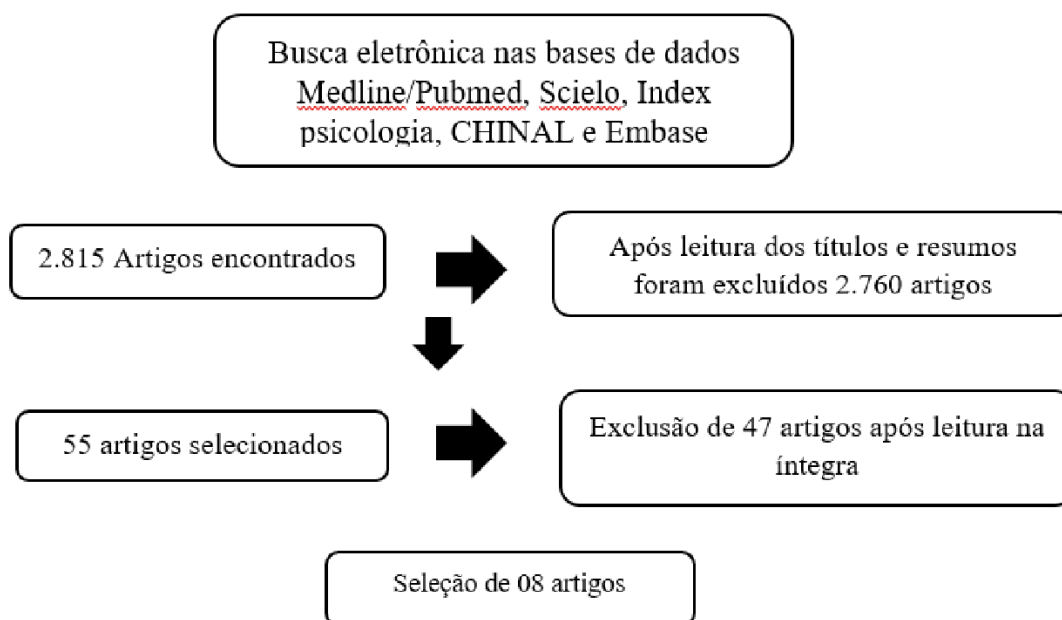 Busca eletrônica nas bases de dados
Medline/Pubmed, Scielo, Index
psicologia, CHINAL e Embase
2.815 Artigos encontrados
Após leitura dos títulos e resumos
foram excluídos 2.760 artigos
55 artigos selecionados
Exclusão de 47 artigos após leitura na
íntegra
Seleção de 08 artigos